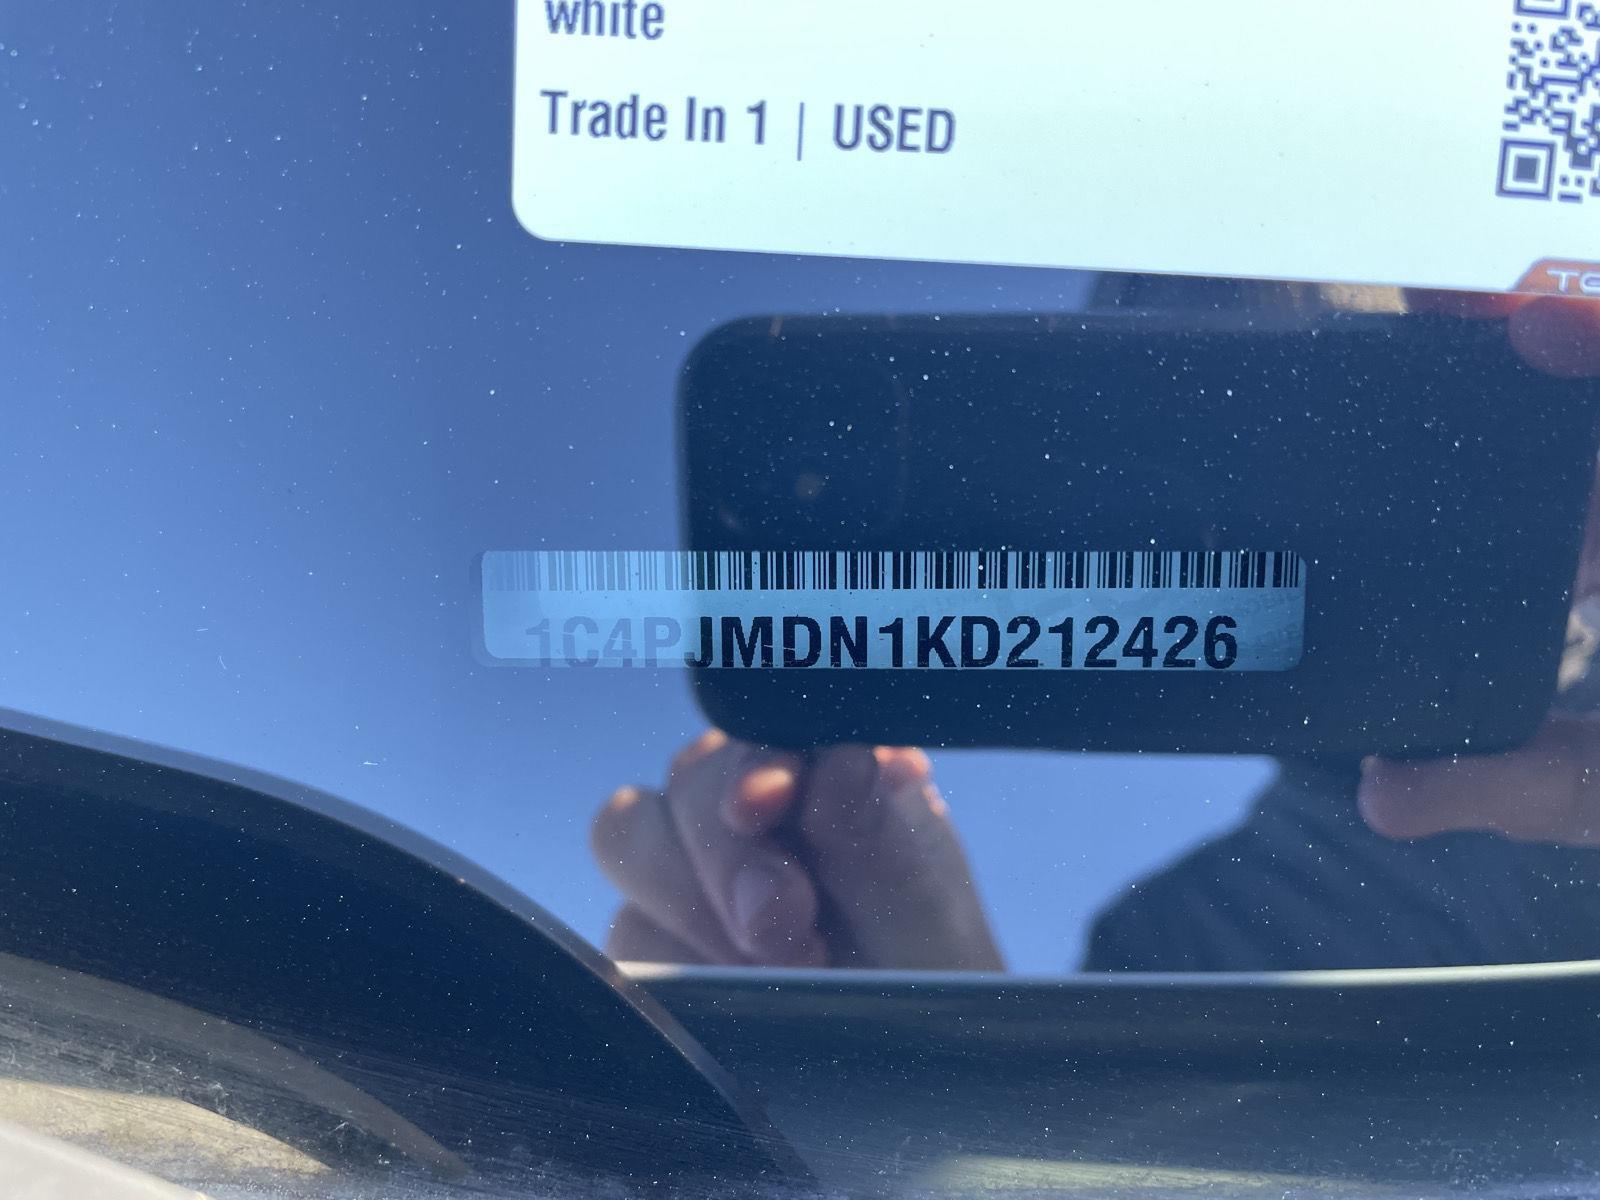 white
Trade In 1 | USED
1C4PJMDN1KD212426